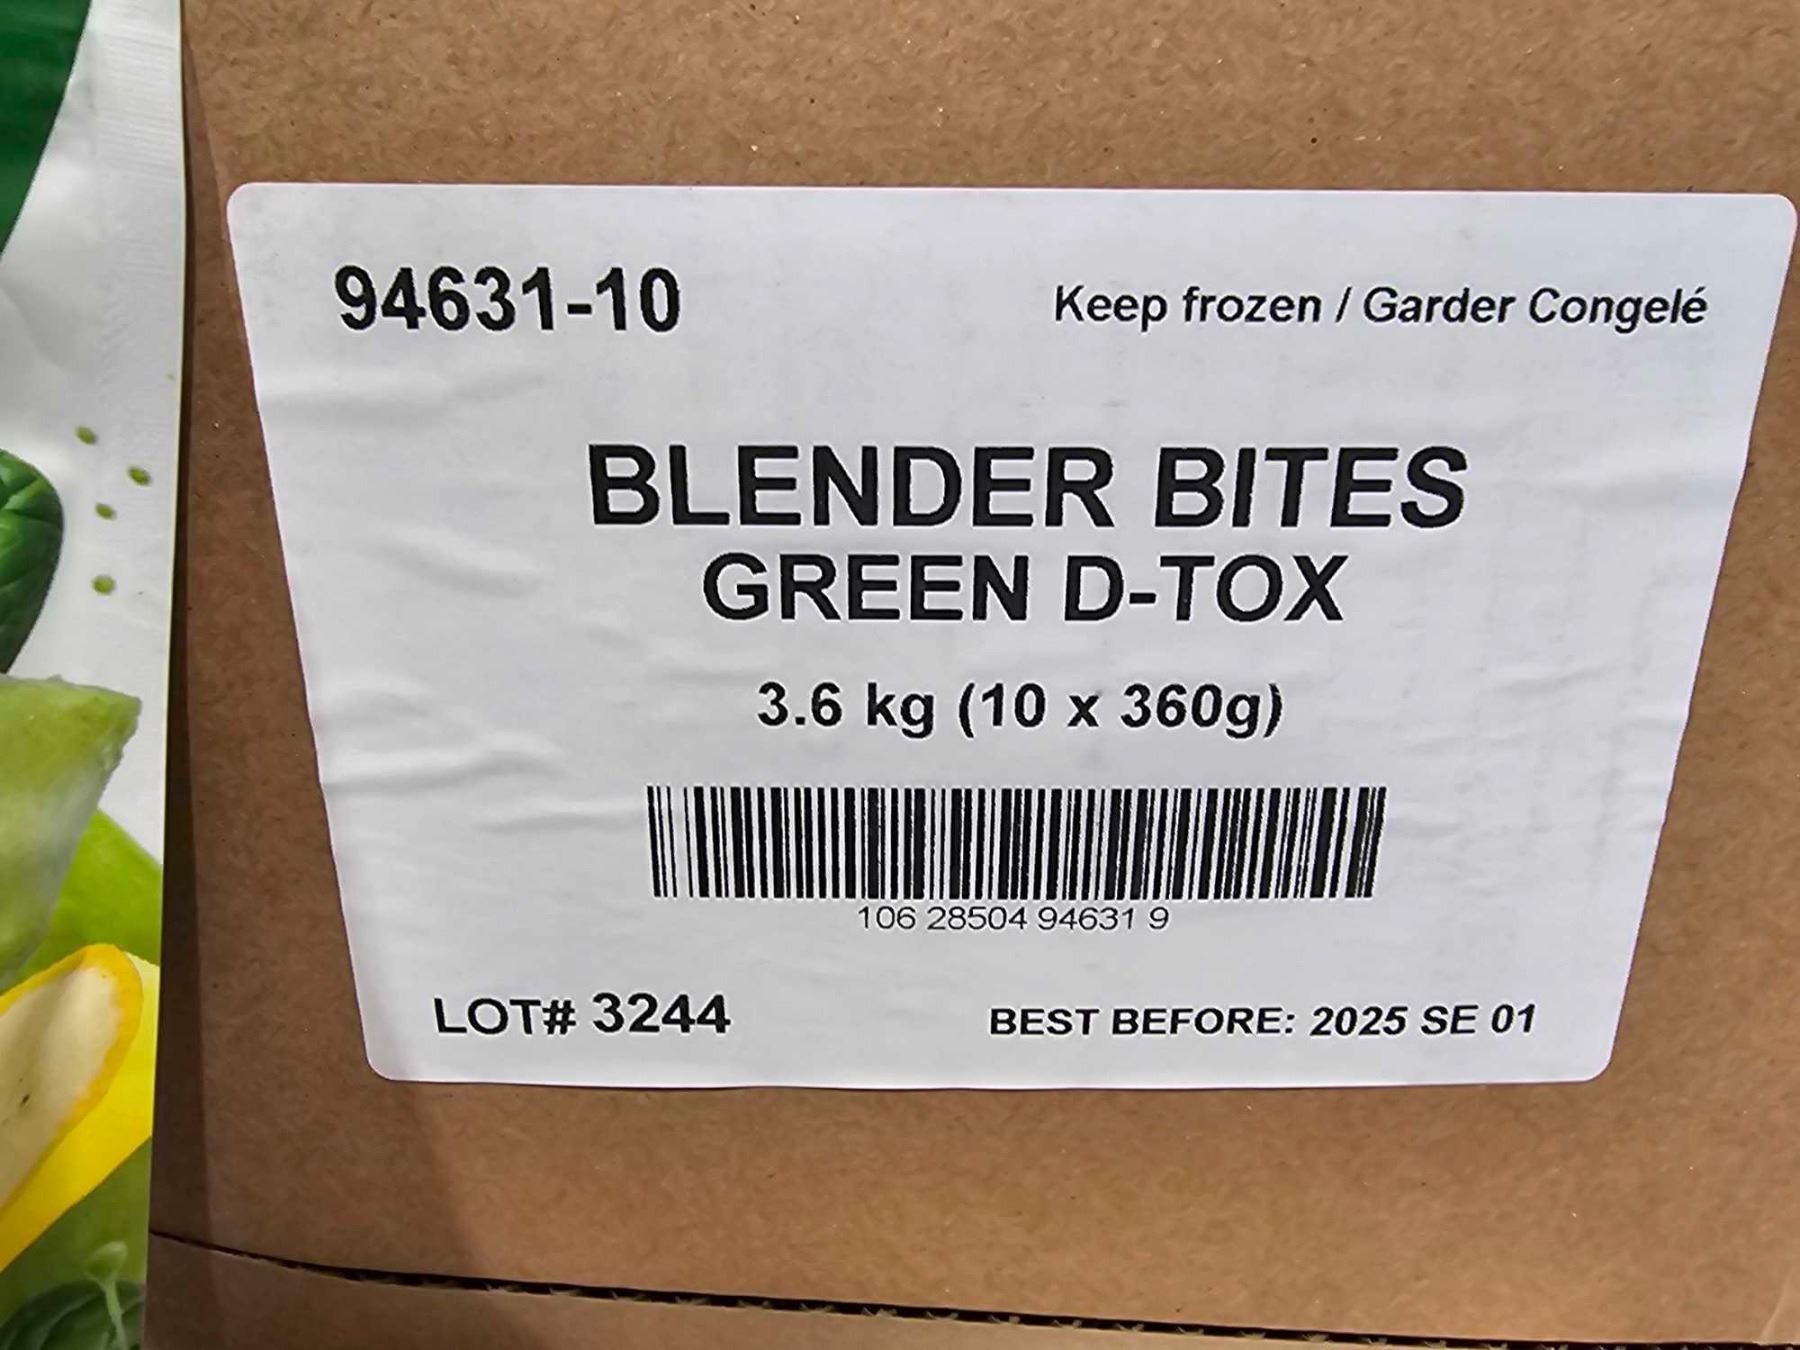 94631-10
Keep frozen / Garder Congelé
BLENDER BITES
GREEN D-TOX
3.6 kg (10 x 360g)
106 28504 94631 9
LOT# 3244
BEST BEFORE: 2025 SE 01